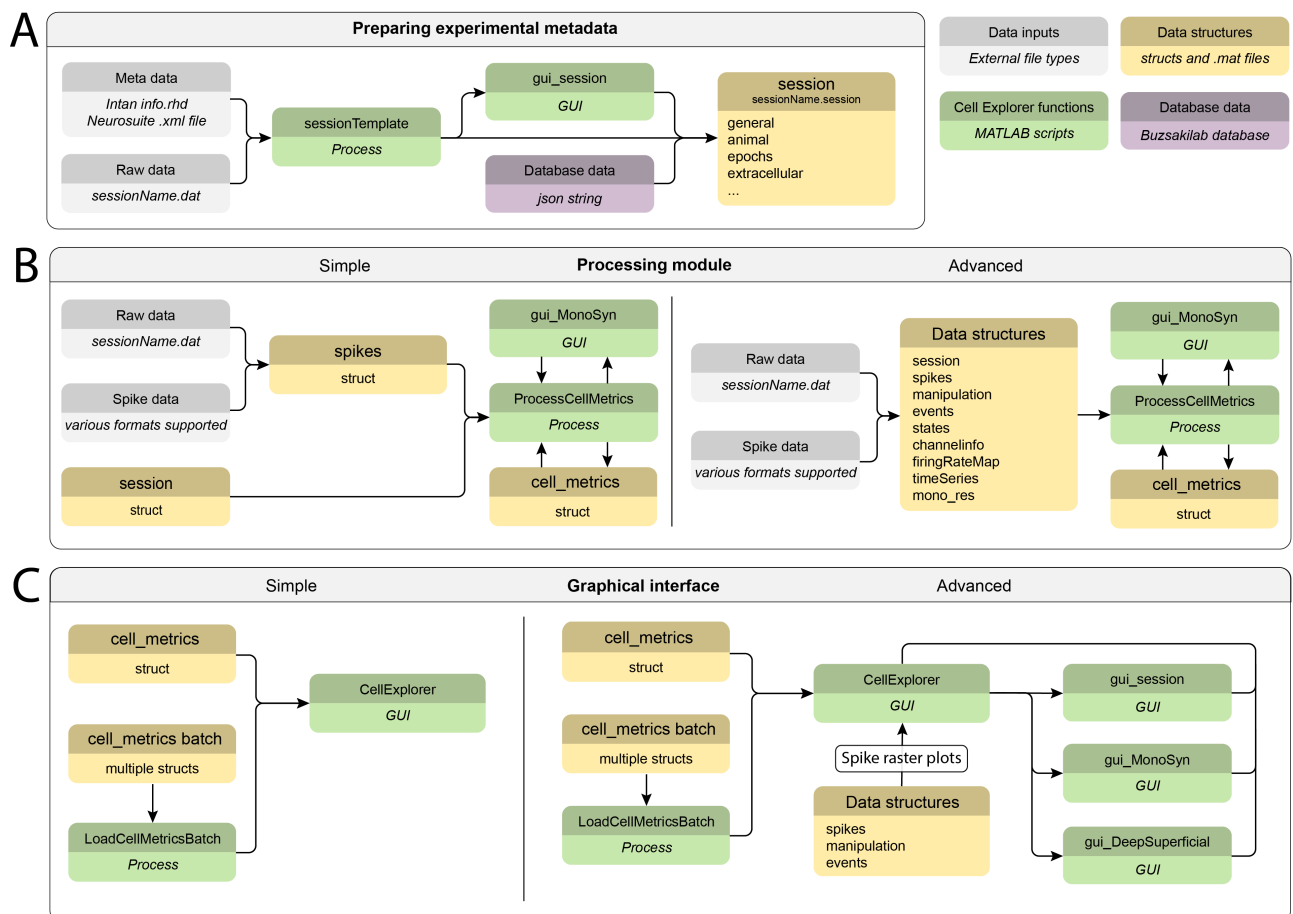 A
Preparing experimental metadata
Meta data
Intan info.rhd
Neurosuite .xml file
Raw data
sessionName.dat
sessionTemplate
Process
gui_session
GUI
Database data
json string
session
sessionName.session
general
animal
epochs
extracellular
...
Data inputs
External file types
Data structures
structs and .mat files
Cell Explorer functions
MATLAB scripts
Database data
Buzsakilab database
B
Simple
Processing module
Advanced
Raw data
sessionName.dat
Spike data
various formats supported
session
struct
spikes
struct
gui_MonoSyn
GUI
ProcessCellMetrics
Process
cell_metrics
struct
Raw data
sessionName.dat
Spike data
various formats supported
Data structures
session
spikes
manipulation
events
states
channelinfo
firingRateMap
timeSeries
mono_res
gui_MonoSyn
GUI
ProcessCellMetrics
Process
cell_metrics
struct
C
Simple
Graphical interface
Advanced
cell_metrics
struct
cell_metrics batch
multiple structs
LoadCellMetricsBatch
Process
CellExplorer
GUI
cell_metrics
struct
cell_metrics batch
multiple structs
LoadCellMetricsBatch
Process
CellExplorer
GUI
Spike raster plots
Data structures
spikes
manipulation
events
gui_session
GUI
gui_MonoSyn
GUI
gui_DeepSuperficial
GUI